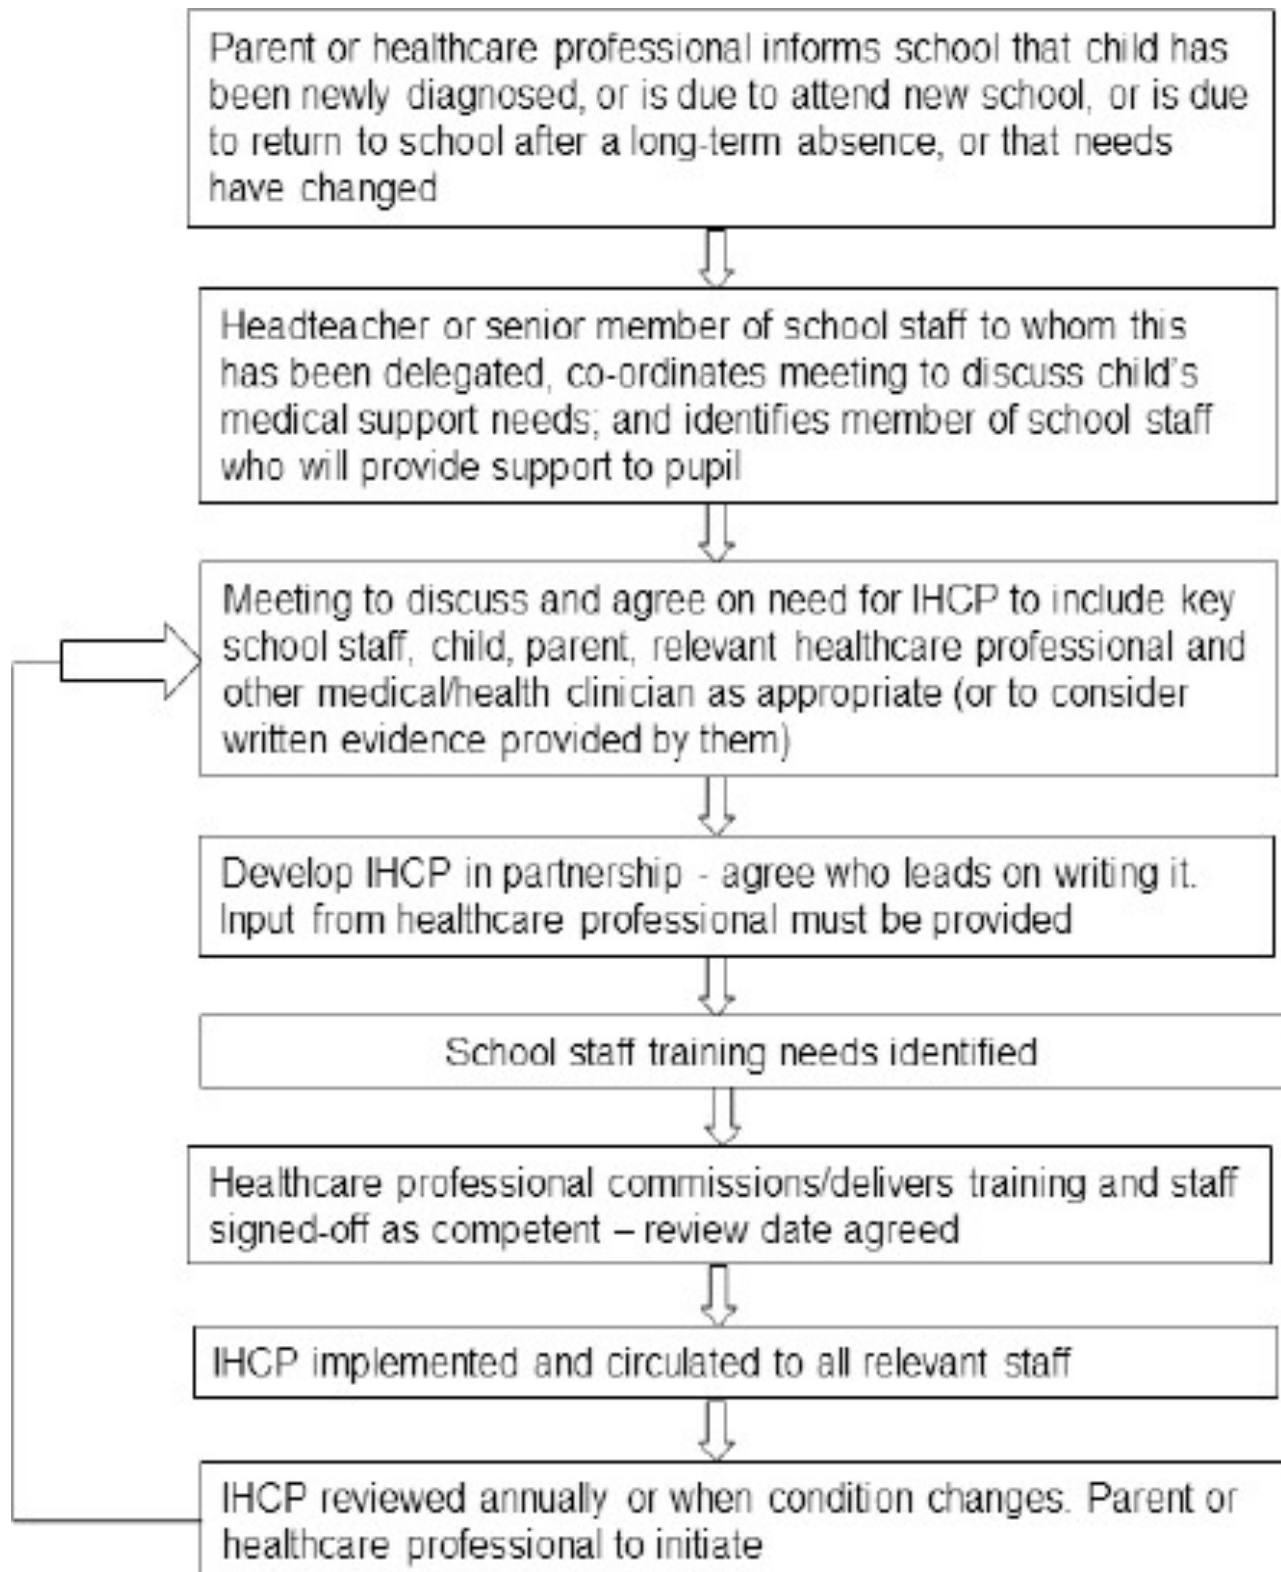 Parent or healthcare professional informs school that child has
been newly diagnosed, or is due to attend new school, or is due
to return to school after a long-term absence, or that needs
have changed
Headteacher or senior member of school staff to whom this
has been delegated, co-ordinates meeting to discuss child's
medical support needs; and identifies member of school staff
who will provide support to pupil
Meeting to discuss and agree on need for IHCP to include key
school staff, child, parent, relevant healthcare professional and
other medical/health clinician as appropriate (or to consider
written evidence provided by them)
Develop IHCP in partnership - agree who leads on writing it.
Input from healthcare professional must be provided
School staff training needs identified
Healthcare professional commissions/delivers training and staff
signed-off as competent – review date agreed
IHCP implemented and circulated to all relevant staff
IHCP reviewed annually or when condition changes. Parent or
healthcare professional to initiate